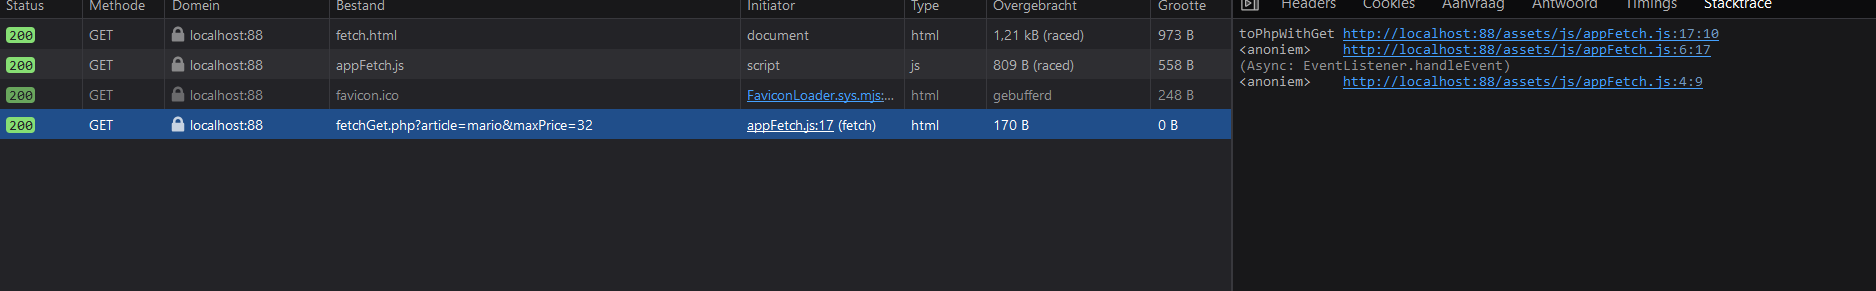 Status Methode Domein Bestand Initiator Type Overgebracht Grootte
200 GET localhost:88 fetch.html document html 1,21 kB (raced) 973 B
200 GET localhost:88 appFetch.js script js 809 B (raced) 558 B
200 GET localhost:88 favicon.ico FaviconLoader.sys.mjs:... html gebufferd 248 B
200 GET localhost:88 fetchGet.php?article=mario&maxPrice=32 appFetch.js:17 (fetch) html 170 B 0 B
Headers Cookies Aanvraag Antwoord Timings Stacktrace
toPhpWithGet http://localhost:88/assets/js/appFetch.js:17:10
<anoniem> http://localhost:88/assets/js/appFetch.js:6:17
(Async: EventListener.handleEvent)
<anoniem> http://localhost:88/assets/js/appFetch.js:4:9